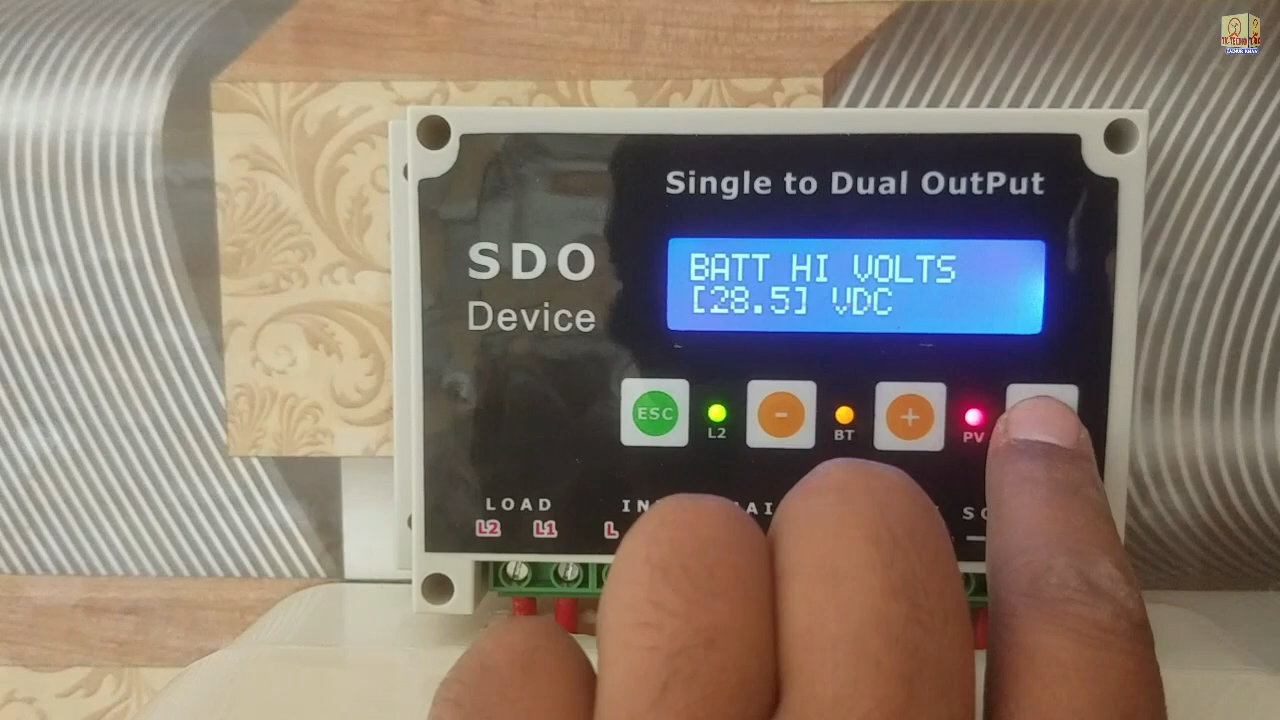 Single to Dual OutPut
SDO
Device
BATT HI VOLTS
[28.5] VDC
ESC
-
+
L2
BT
PV
LOAD
L2
L1
L